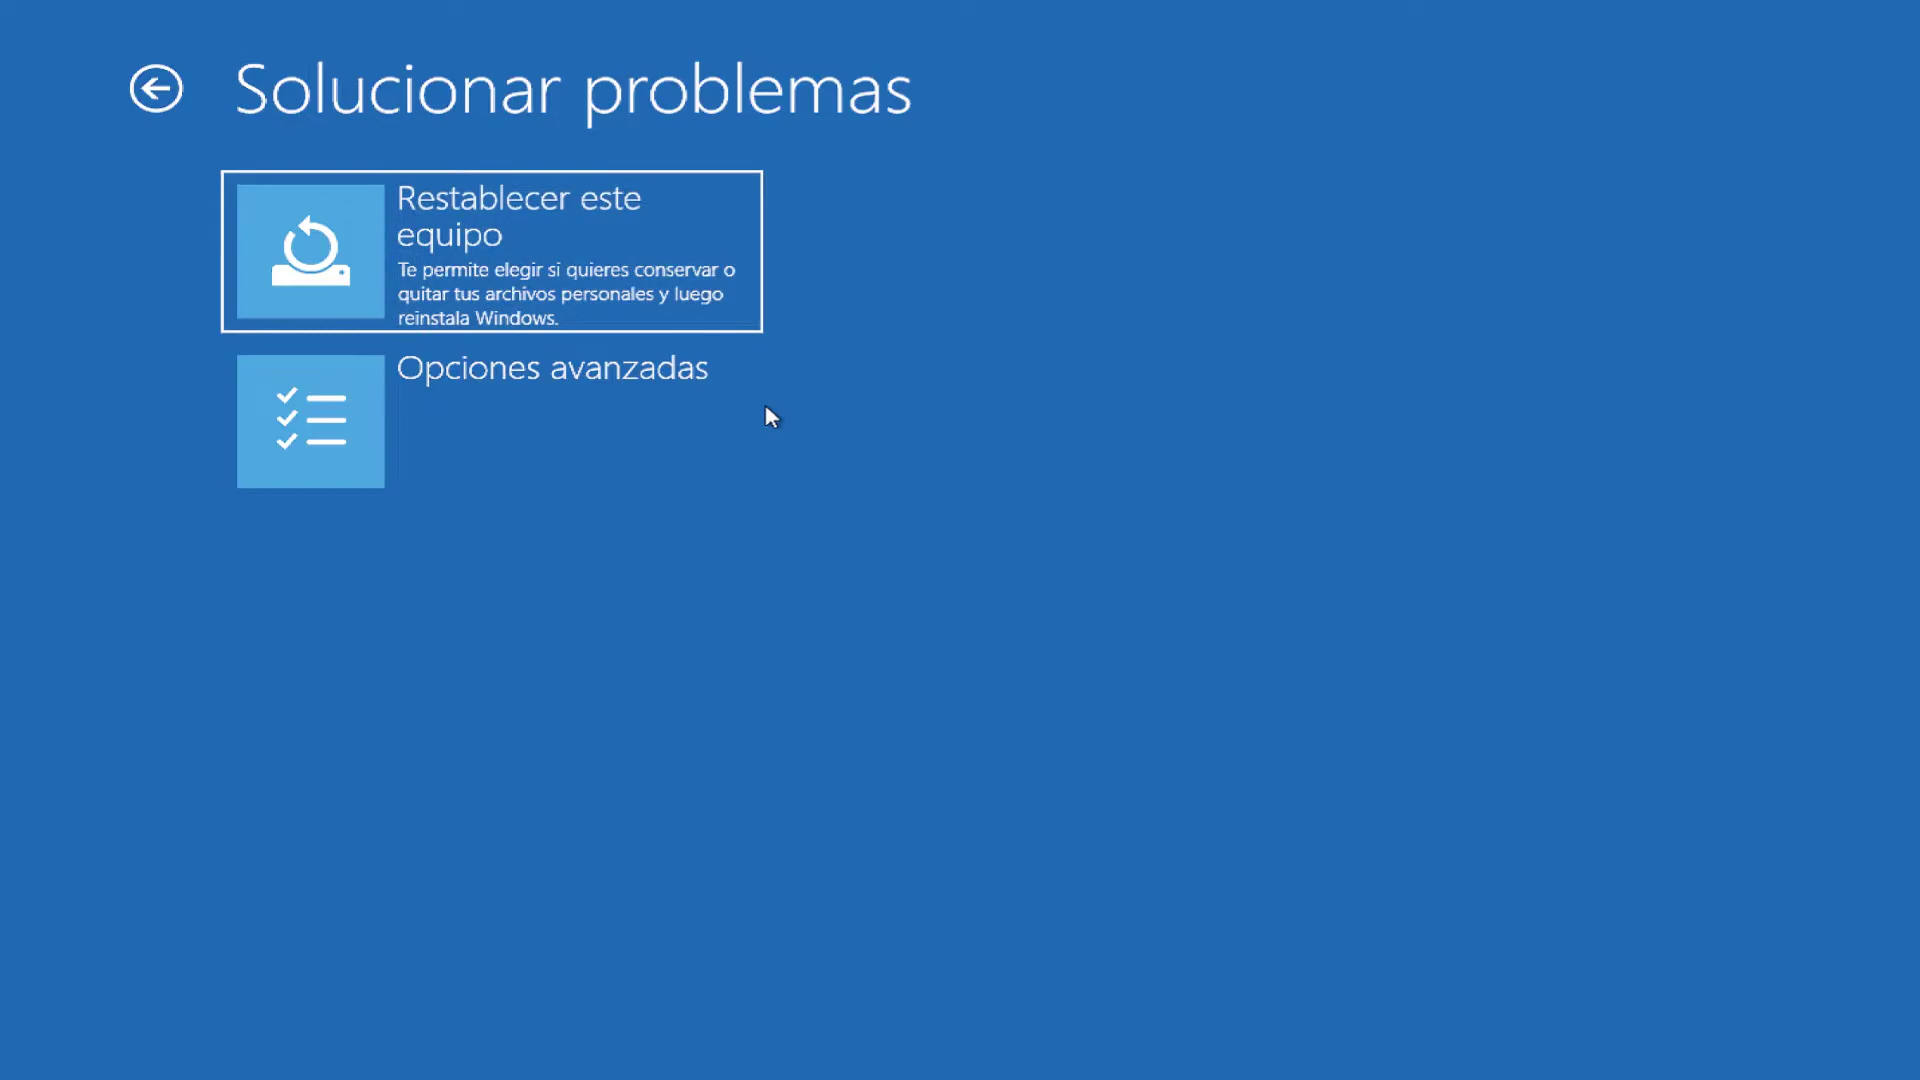 Solucionar problemas
Restablecer este
equipo
Te permite elegir si quieres conservar o
quitar tus archivos personales y luego
reinstala Windows.
Opciones avanzadas